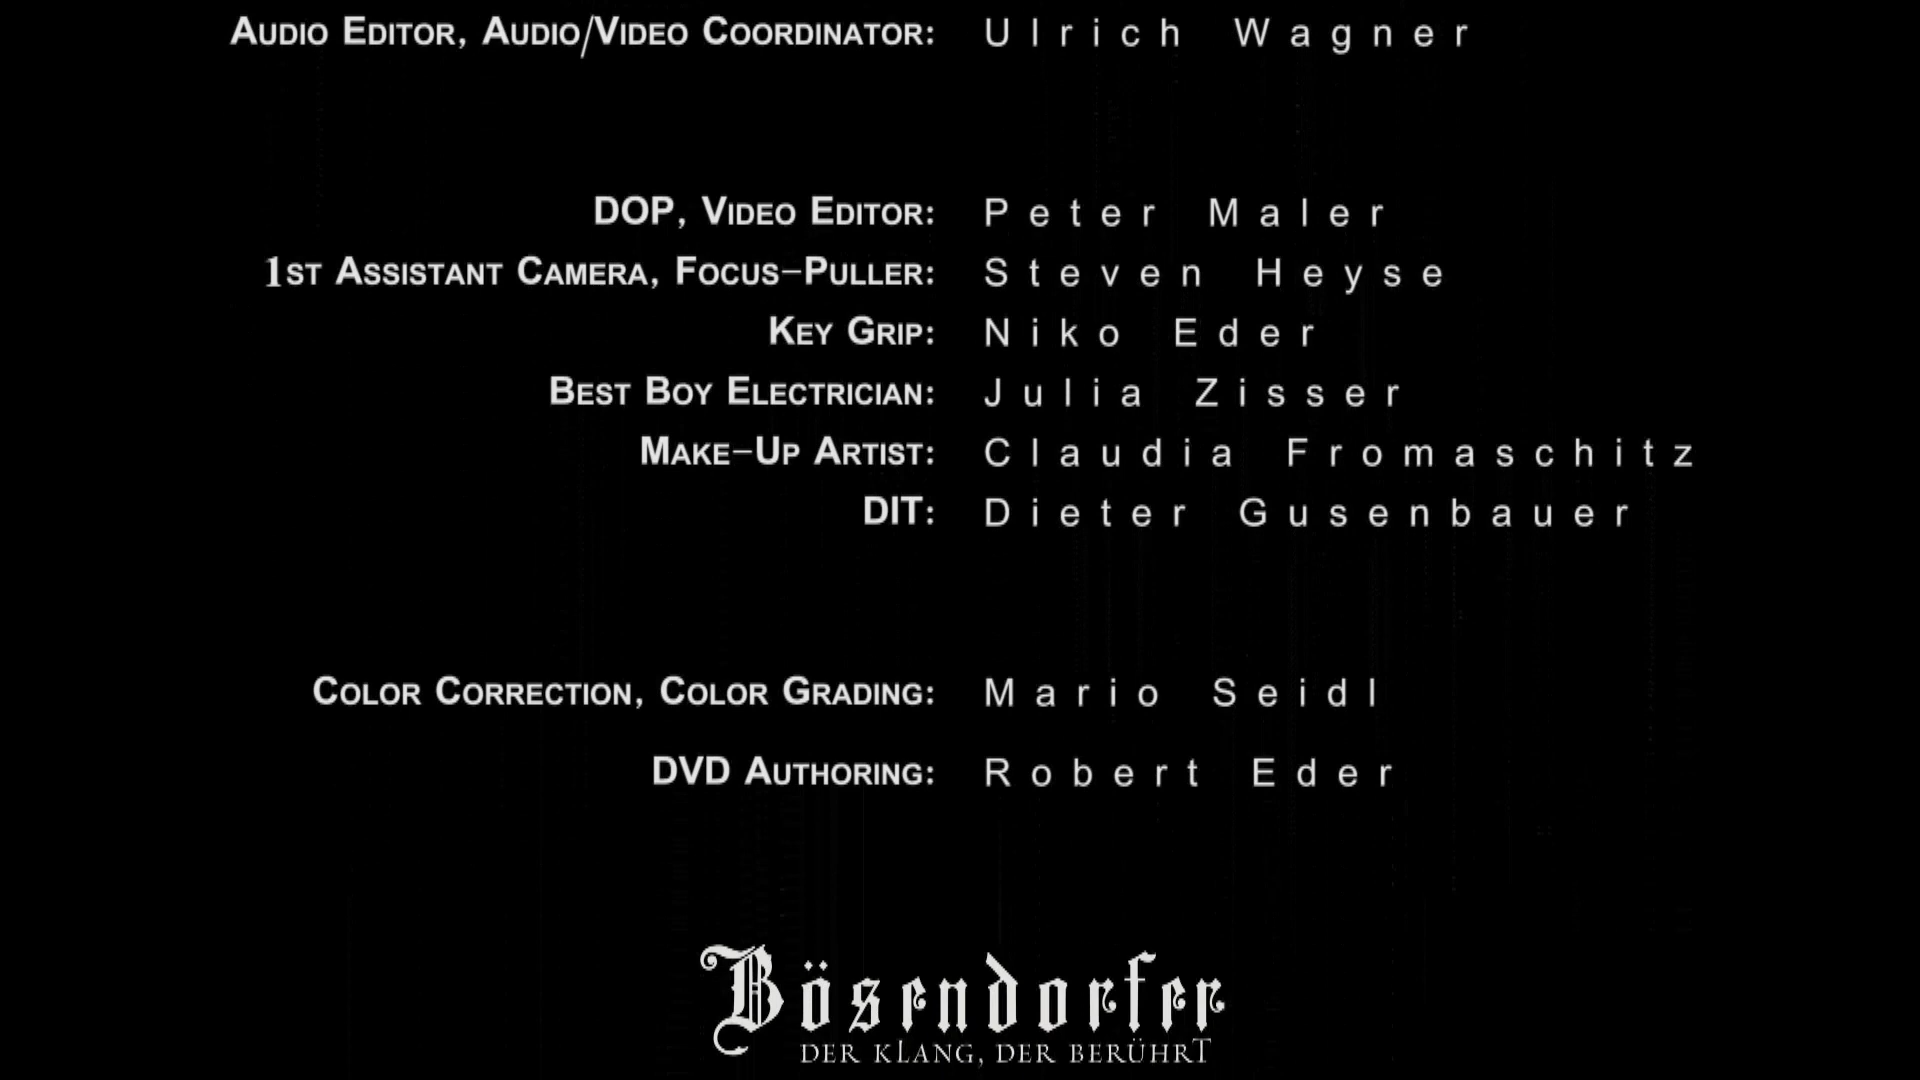 Audio Editor, Audio/Video Coordinator: Ulrich Wagner
DOP, Video Editor: Peter Maler
1st Assistant Camera, Focus-Puller: Steven Heyse
Key Grip: Niko Eder
Best Boy Electrician: Julia Zisser
Make-Up Artist: Claudia Fromaschitz
DIT: Dieter Gusenbauer
Color Correction, Color Grading: Mario Seidl
DVD Authoring: Robert Eder
Bösendorfer
DER KLANG, DER BERÜHRT